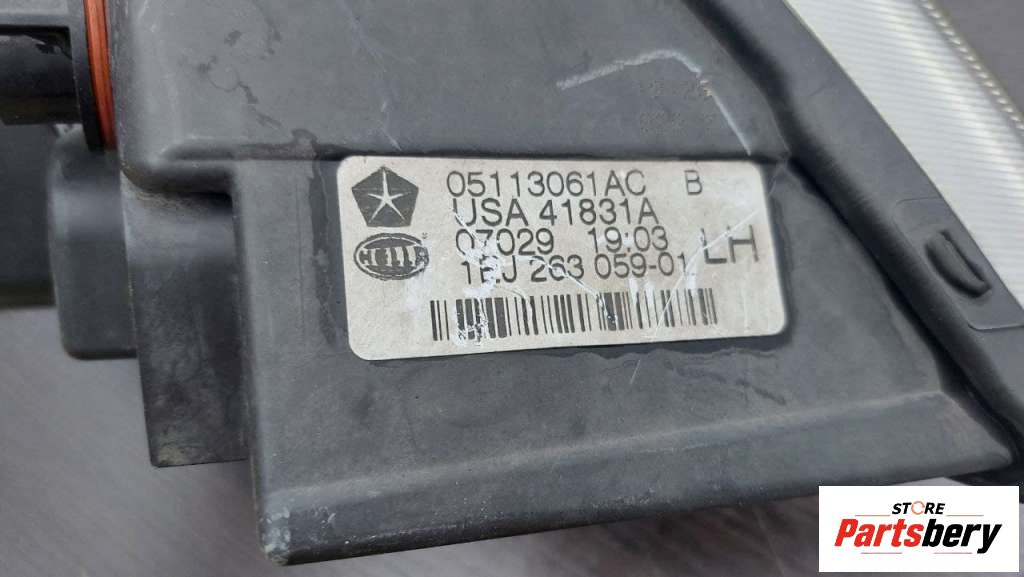 05113061AC B
USA 41831A
07029 19:03 LH
HELLA
263 059-01
STORE
Partsbery